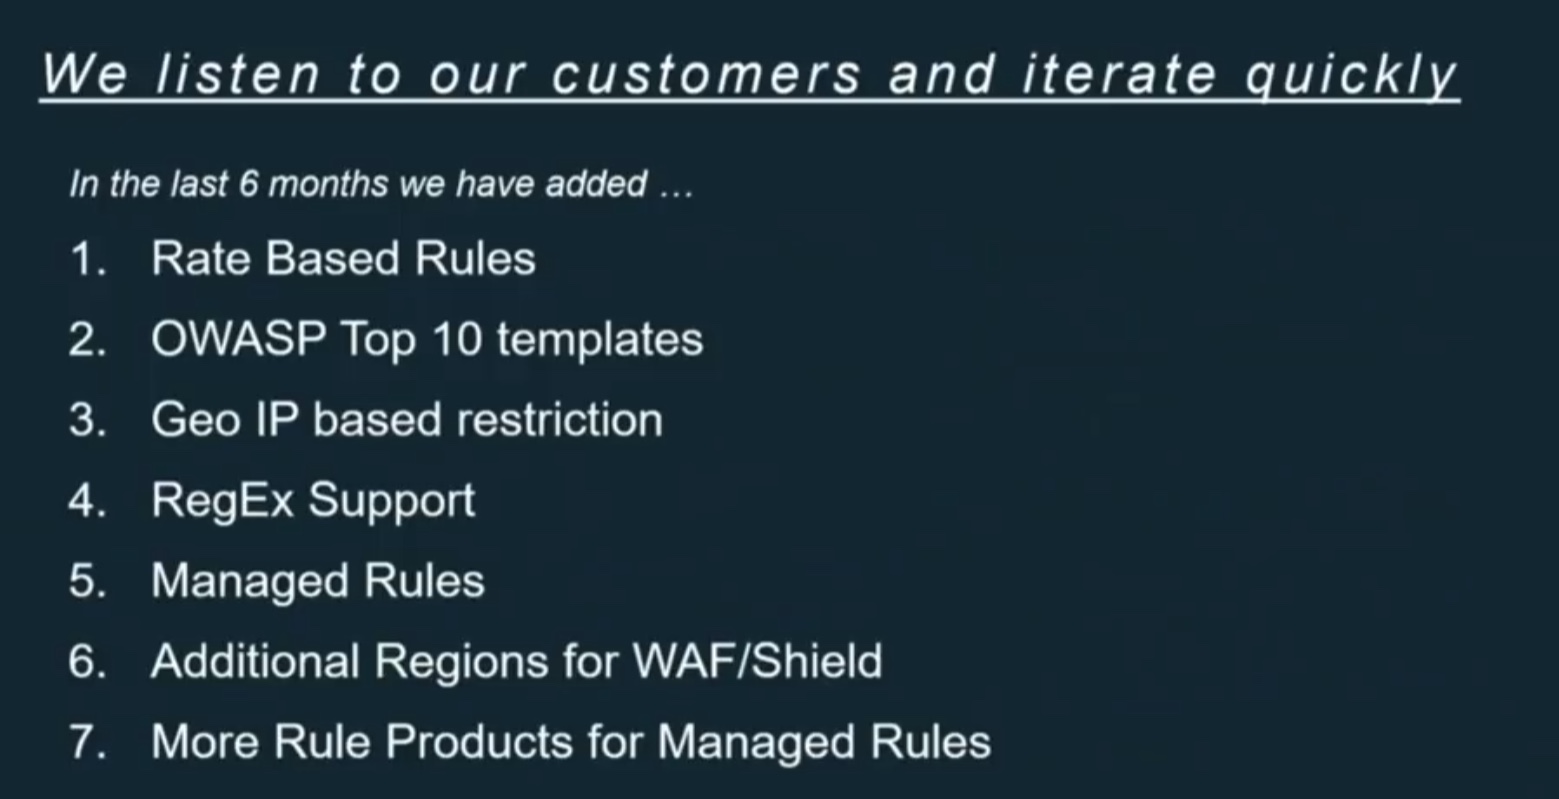 We listen to our customers and iterate quickly
In the last 6 months we have added ...
1. Rate Based Rules
2. OWASP Top 10 templates
3. Geo IP based restriction
4. RegEx Support
5. Managed Rules
6. Additional Regions for WAF/Shield
7. More Rule Products for Managed Rules